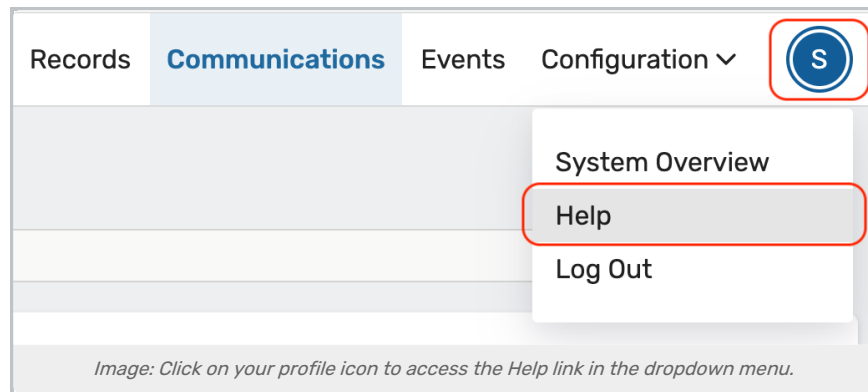 Records Communications Events Configuration S
System Overview
Help
Log Out
Image: Click on your profile icon to access the Help link in the dropdown menu.